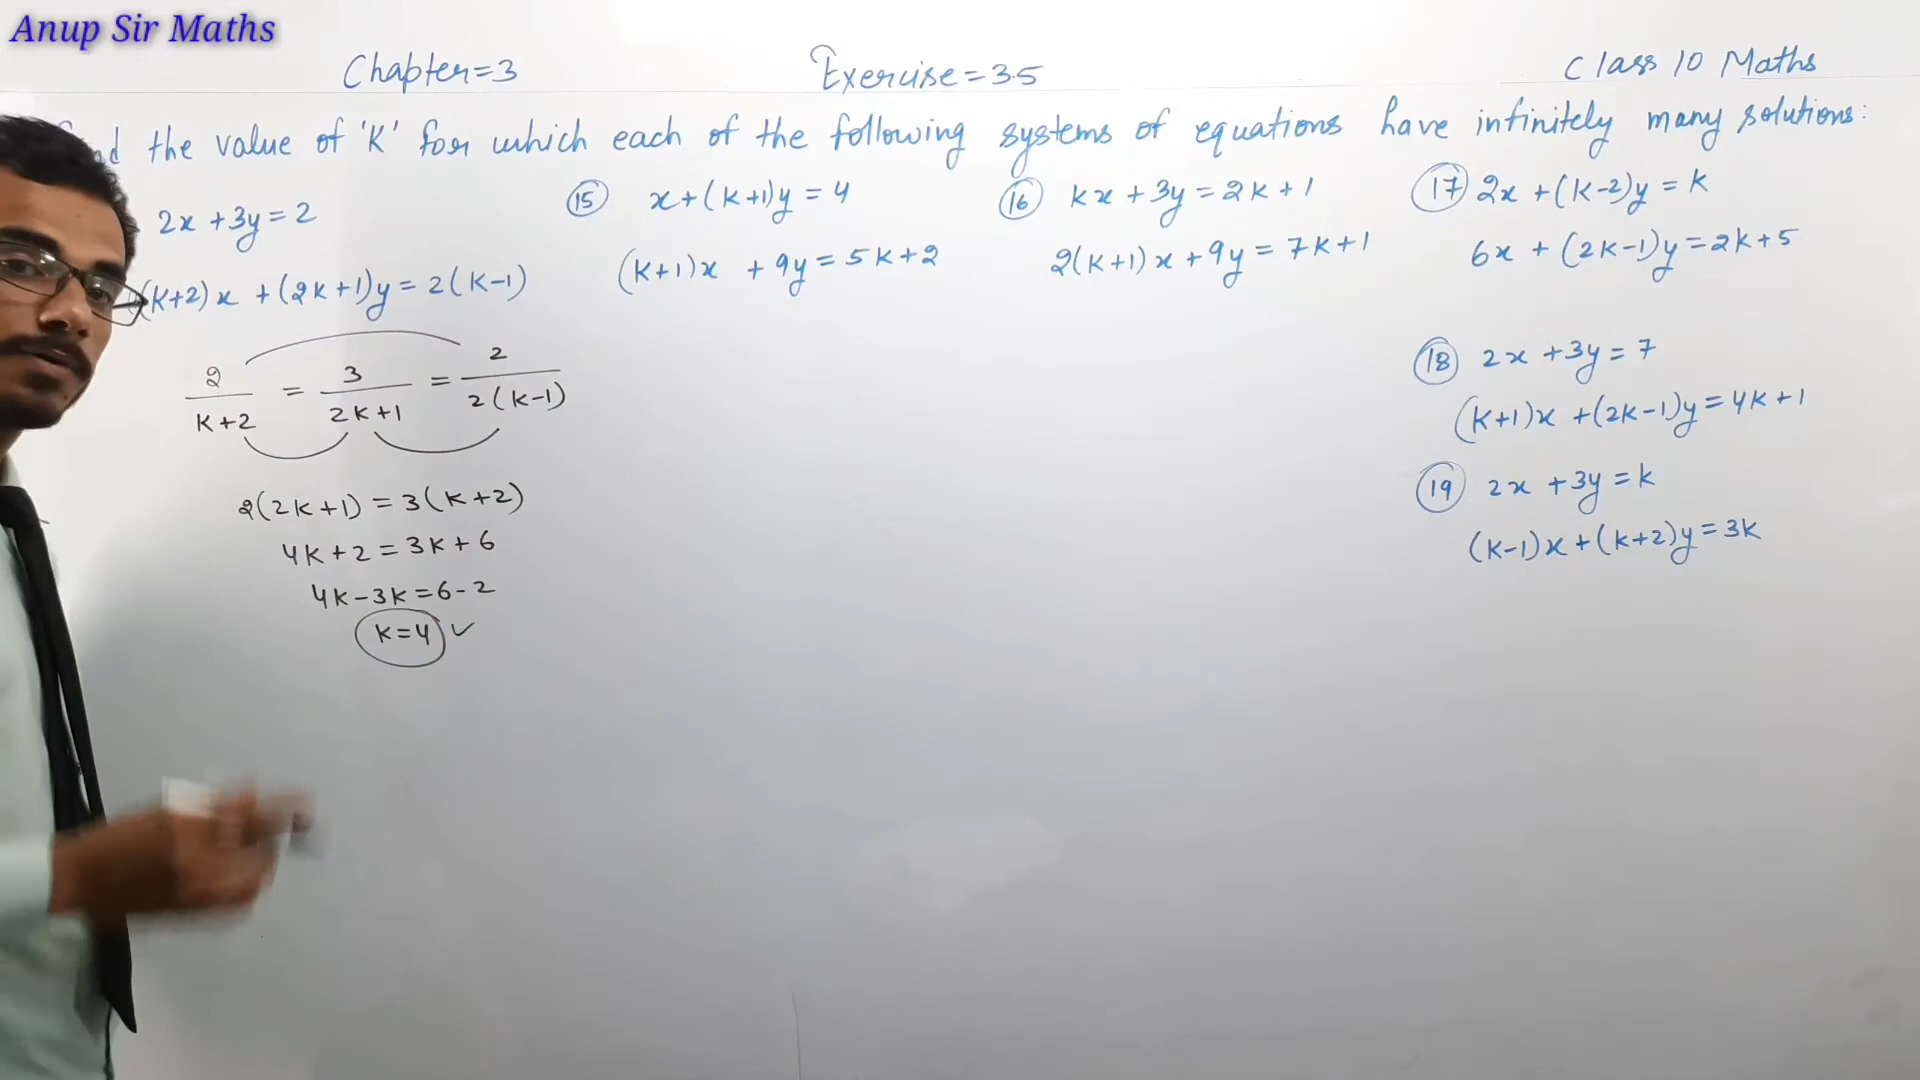 Anup Sir Maths
Chapter=3 Exercise=3.5 Class 10 Maths
the value of 'K' for which each of the following systems of equations have infinitely many solutions:
2x+3y=2
(K+2)x+(2K+1)y=2(K-1)
2/(K+2) = 3/(2K+1) = 2/(2(K-1))
2(2K+1)=3(K+2)
4K+2=3K+6
4K-3K=6-2
K=4 ✓
(15) x+(K+1)y=4
(K+1)x+9y=5K+2
(16) Kx+3y=2K+1
2(K+1)x+9y=7K+1
(17) 2x+(K-2)y=K
6x+(2K-1)y=2K+5
(18) 2x+3y=7
(K+1)x+(2K-1)y=4K+1
(19) 2x+3y=K
(K-1)x+(K+2)y=3K